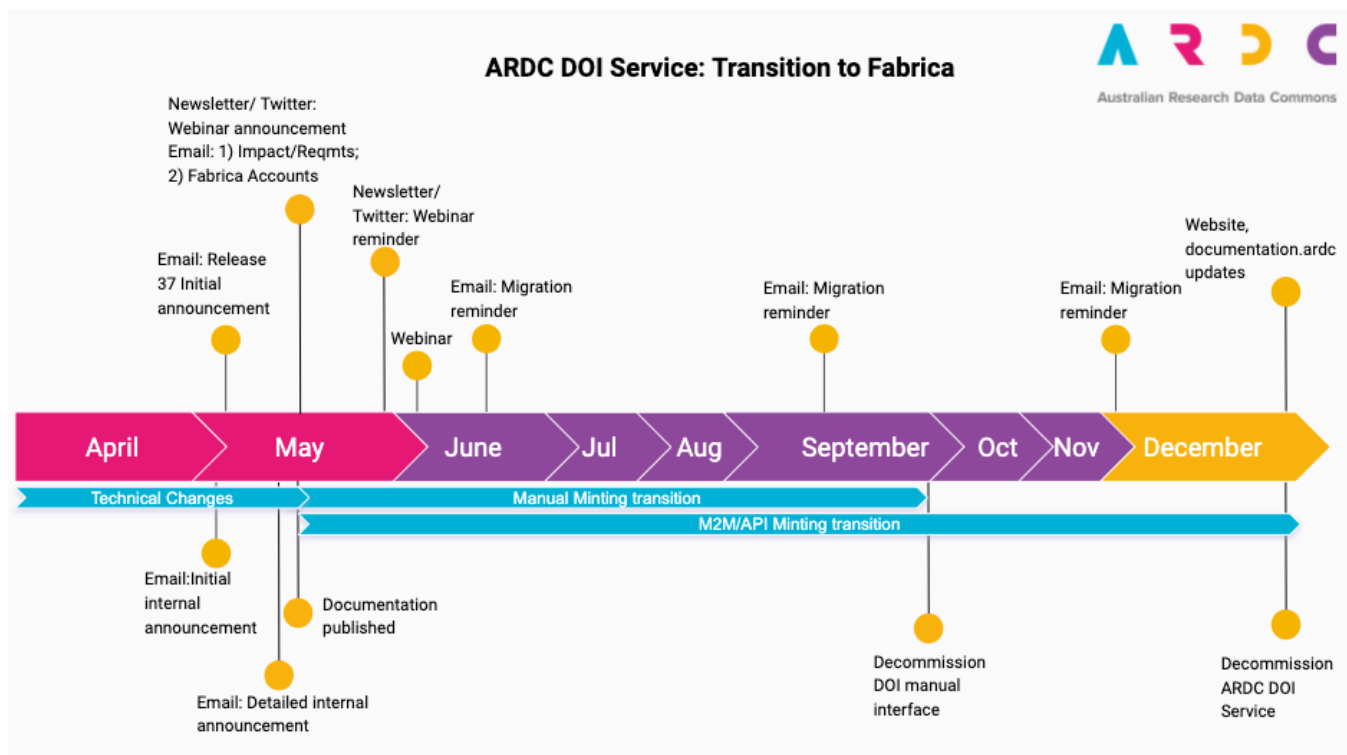 ARDC DOI Service: Transition to Fabrica
A R D C
Australian Research Data Commons
Newsletter/ Twitter:
Webinar announcement
Email: 1) Impact/Reqmts;
2) Fabrica Accounts
Newsletter/
Twitter: Webinar
reminder
Email: Release
37 Initial
announcement
Webinar
Email: Migration
reminder
Email: Migration
reminder
Email: Migration
reminder
Website,
documentation.ardc
updates
April
May
June
Jul
Aug
September
Oct
Nov
December
Technical Changes
Manual Minting transition
M2M/API Minting transition
Email:Initial
internal
announcement
Documentation
published
Email: Detailed internal
announcement
Decommission
DOI manual
interface
Decommission
ARDC DOI
Service